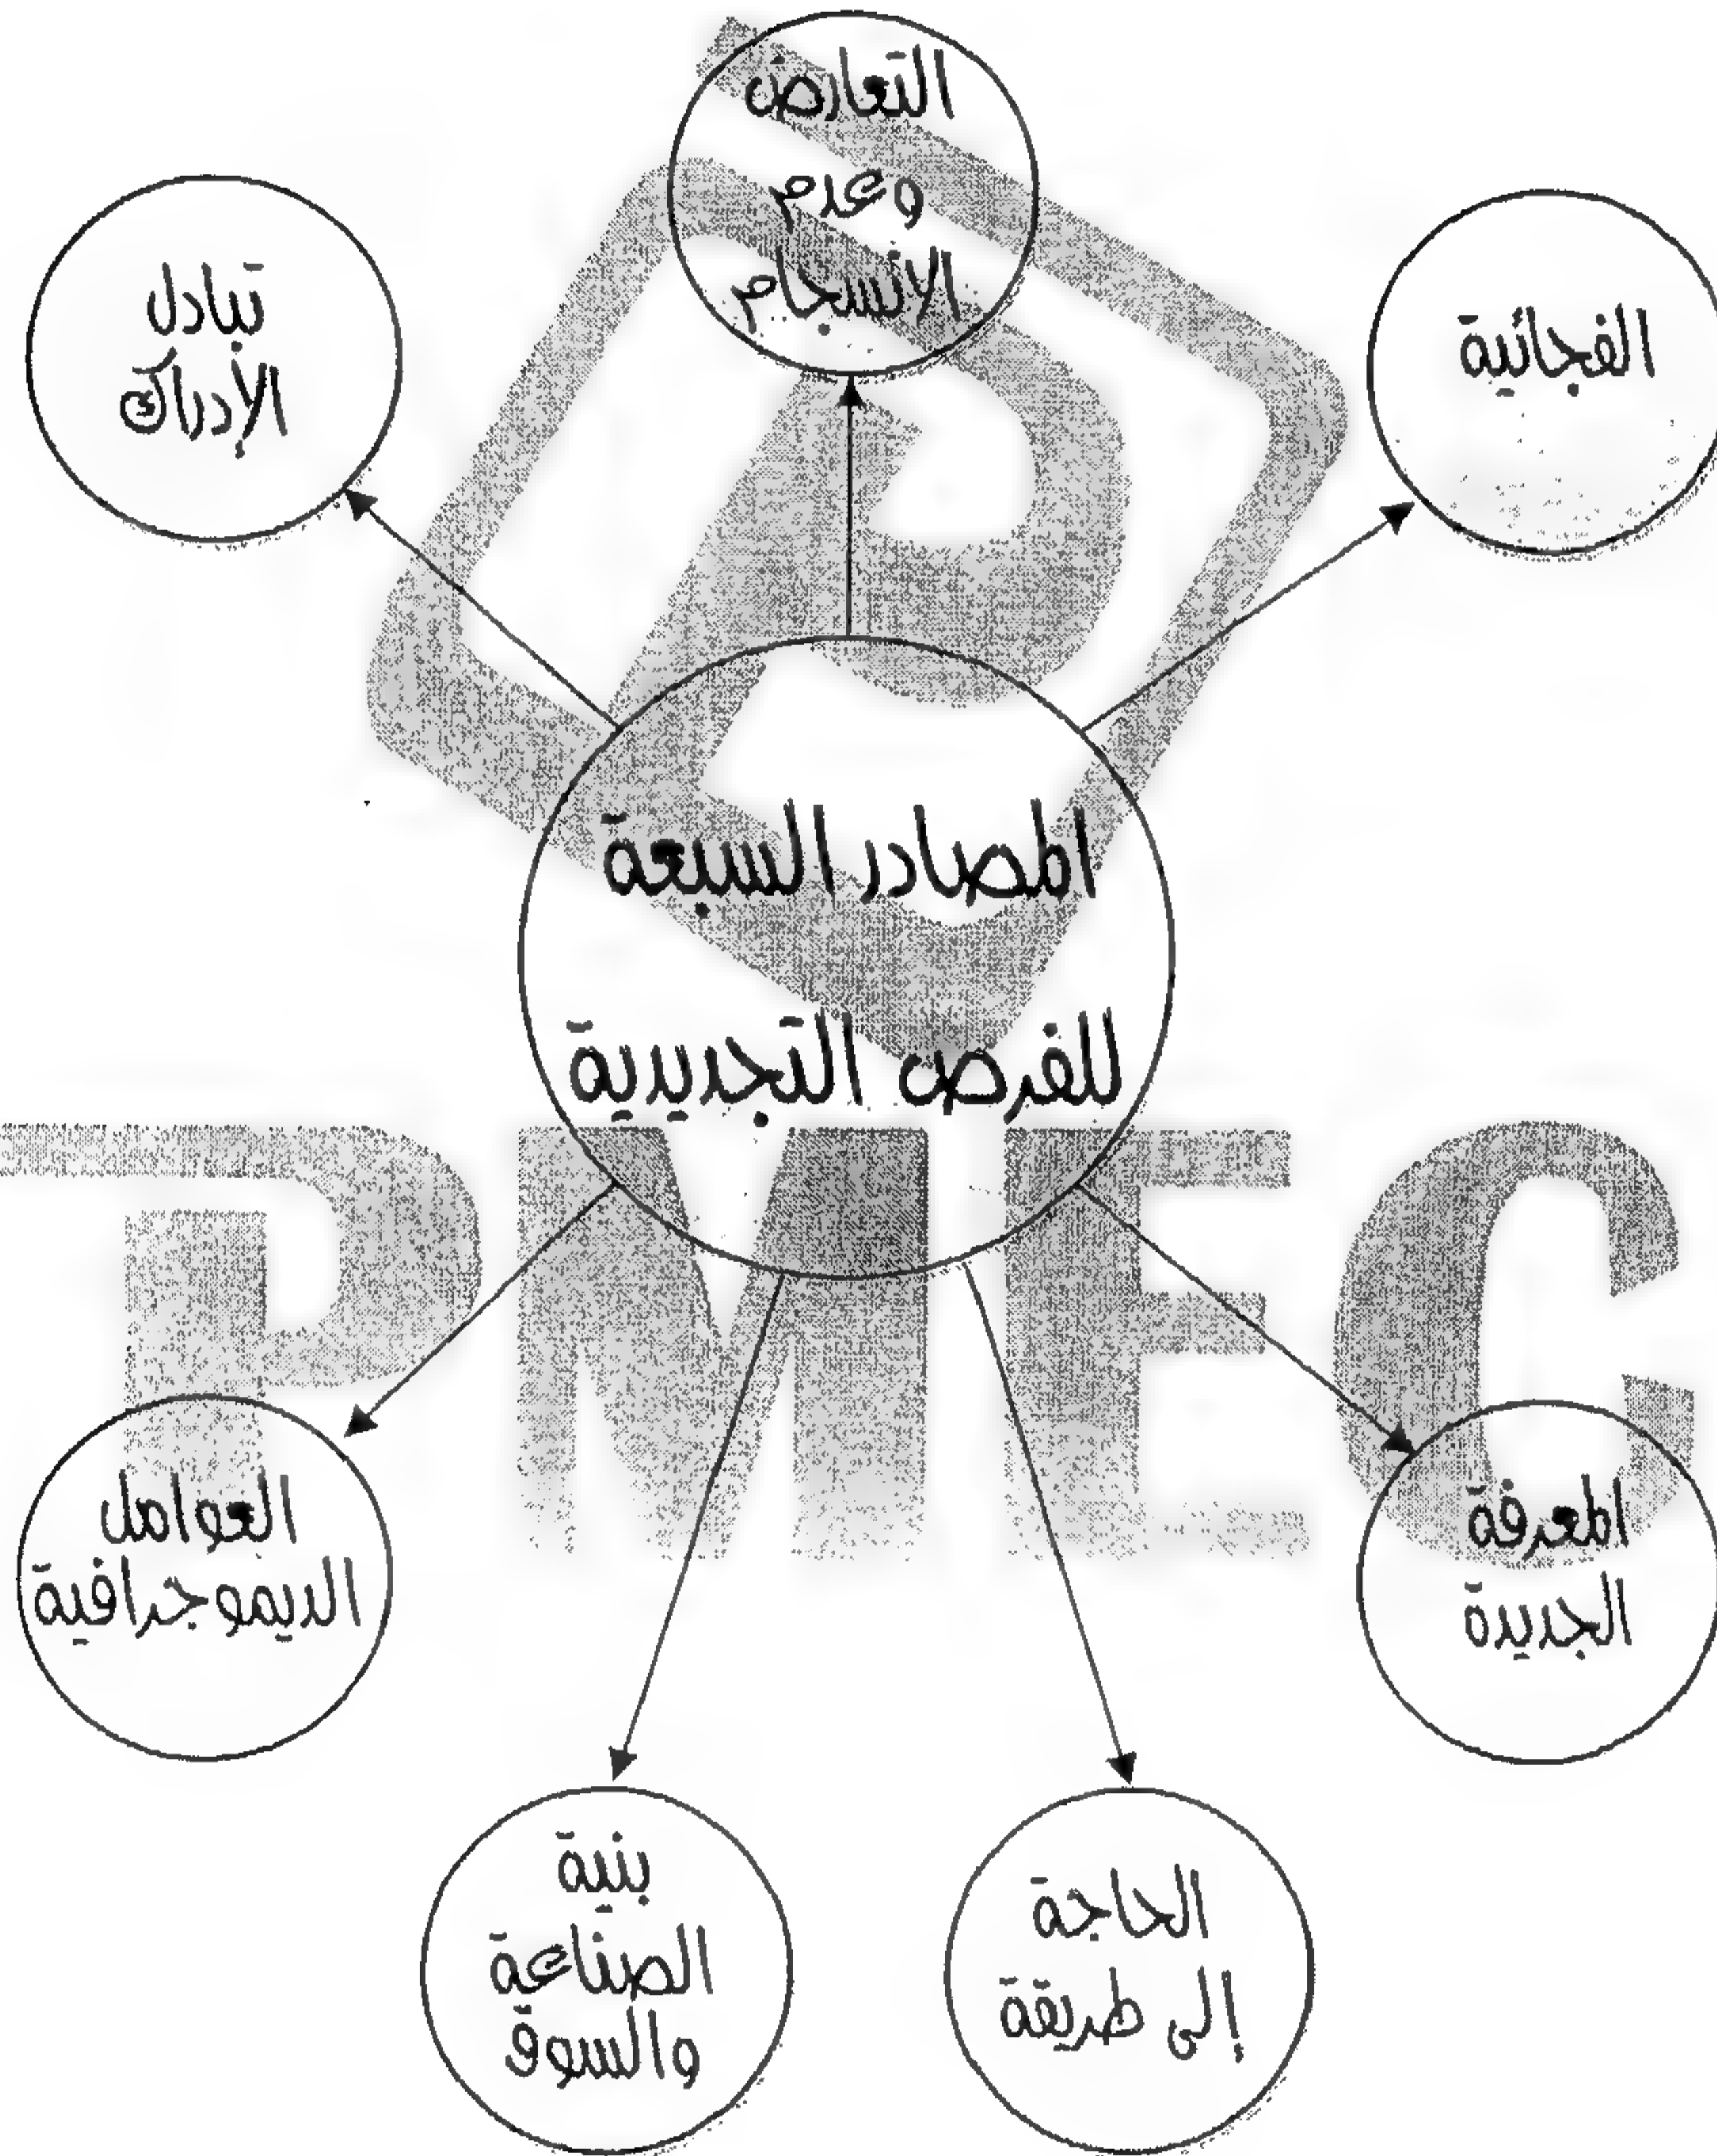 التعارض
وعدم
الانسجام
الفجائية
تبادل
الإدراك
المصادر السبعة
للفرص التجديدية
المعرفة
الجديدة
العوامل
الديموجرافية
الحاجة
إلى طريقة
بنية
الصناعة
والسوق
PMEC